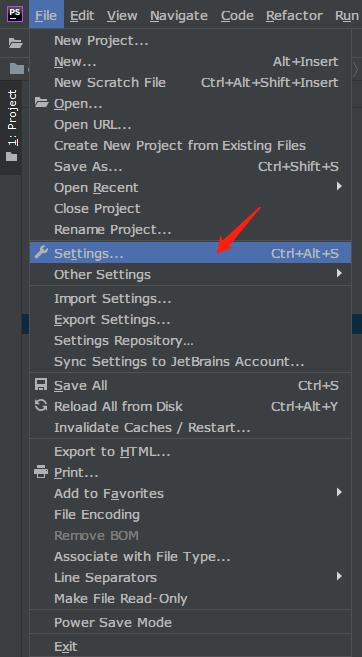 PS File Edit View Navigate Code Refactor Run
New Project...
New... Alt+Insert
New Scratch File Ctrl+Alt+Shift+Insert
Open...
Open URL...
Create New Project from Existing Files
Save As... Ctrl+Shift+S
Open Recent
Close Project
Rename Project...
Settings... Ctrl+Alt+S
Other Settings
Import Settings...
Export Settings...
Settings Repository...
Sync Settings to JetBrains Account...
Save All Ctrl+S
Reload All from Disk Ctrl+Alt+Y
Invalidate Caches / Restart...
Export to HTML...
Print...
Add to Favorites
File Encoding
Remove BOM
Associate with File Type...
Line Separators
Make File Read-Only
Power Save Mode
Exit
1: Project